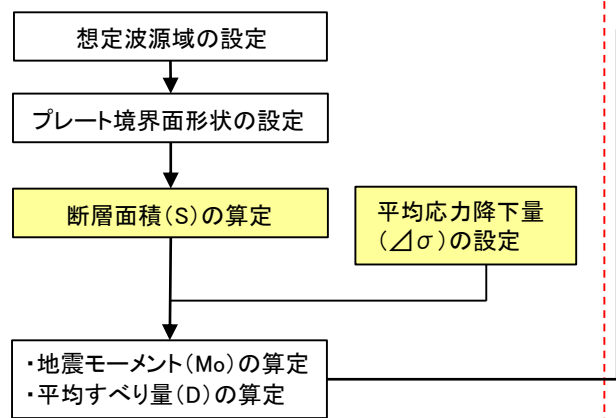 想定波源域の設定
プレート境界面形状の設定
断層面積(S)の算定
平均応力降下量
(⊿σ)の設定
・地震モーメント(Mo)の算定
・平均すべり量(D)の算定